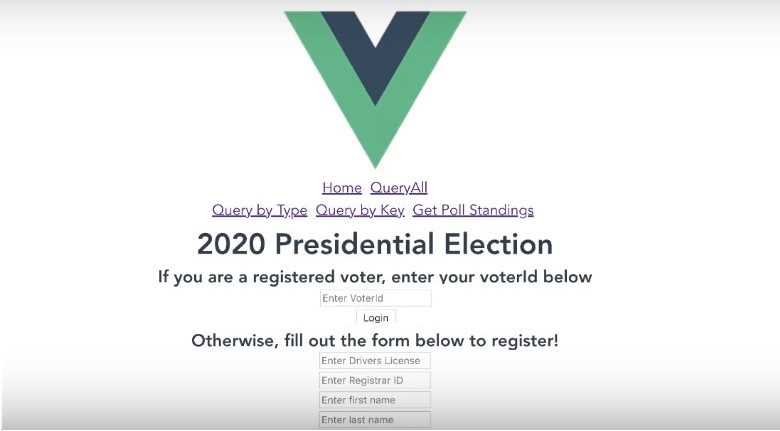 Home QueryAll
Query by Type Query by Key Get Poll Standings
2020 Presidential Election
If you are a registered voter, enter your voterId below
Enter VoterId
Login
Otherwise, fill out the form below to register!
Enter Drivers License
Enter Registrar ID
Enter first name
Enter last name